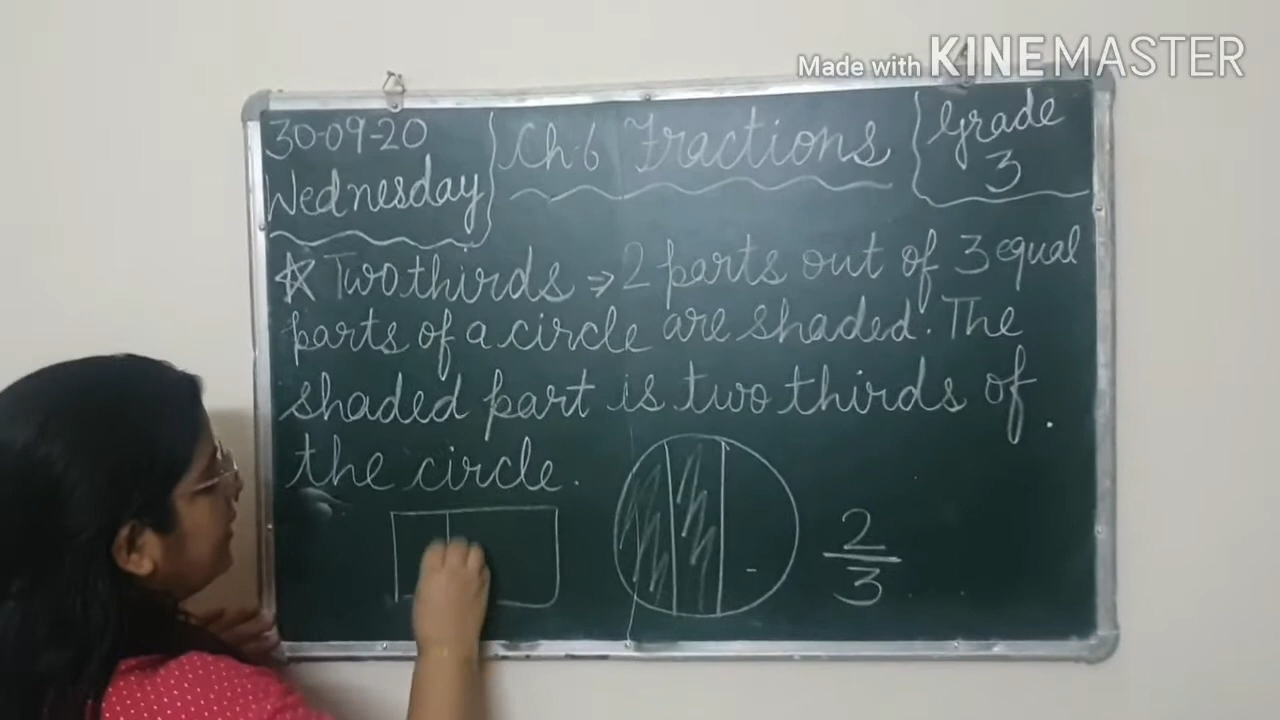 Made with KINEMASTER
30-09-20
Wednesday
Ch-6 Fractions
Grade
3
Two thirds ⇒ 2 parts out of 3 equal
parts of a circle are shaded. The
shaded part is two thirds of
the circle.
2
3